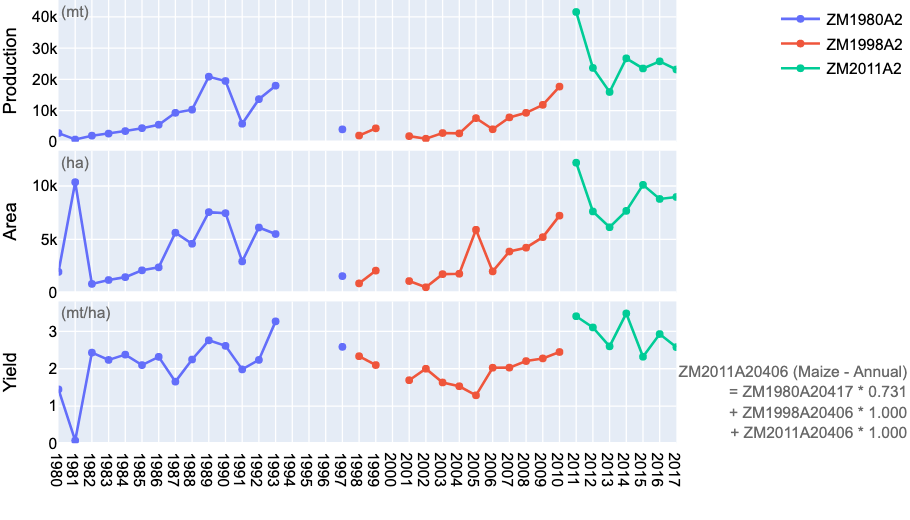 Production
(mt)
40k
30k
20k
10k
0
ZM1980A2
ZM1998A2
ZM2011A2
Area
(ha)
10k
5k
0
Yield
(mt/ha)
3
2
1
0
ZM2011A20406 (Maize - Annual)
= ZM1980A20417 * 0.731
+ ZM1998A20406 * 1.000
+ ZM2011A20406 * 1.000
1980
1981
1982
1983
1984
1985
1986
1987
1988
1989
1990
1991
1992
1993
1994
1995
1996
1997
1998
1999
2000
2001
2002
2003
2004
2005
2006
2007
2008
2009
2010
2011
2012
2013
2014
2015
2016
2017